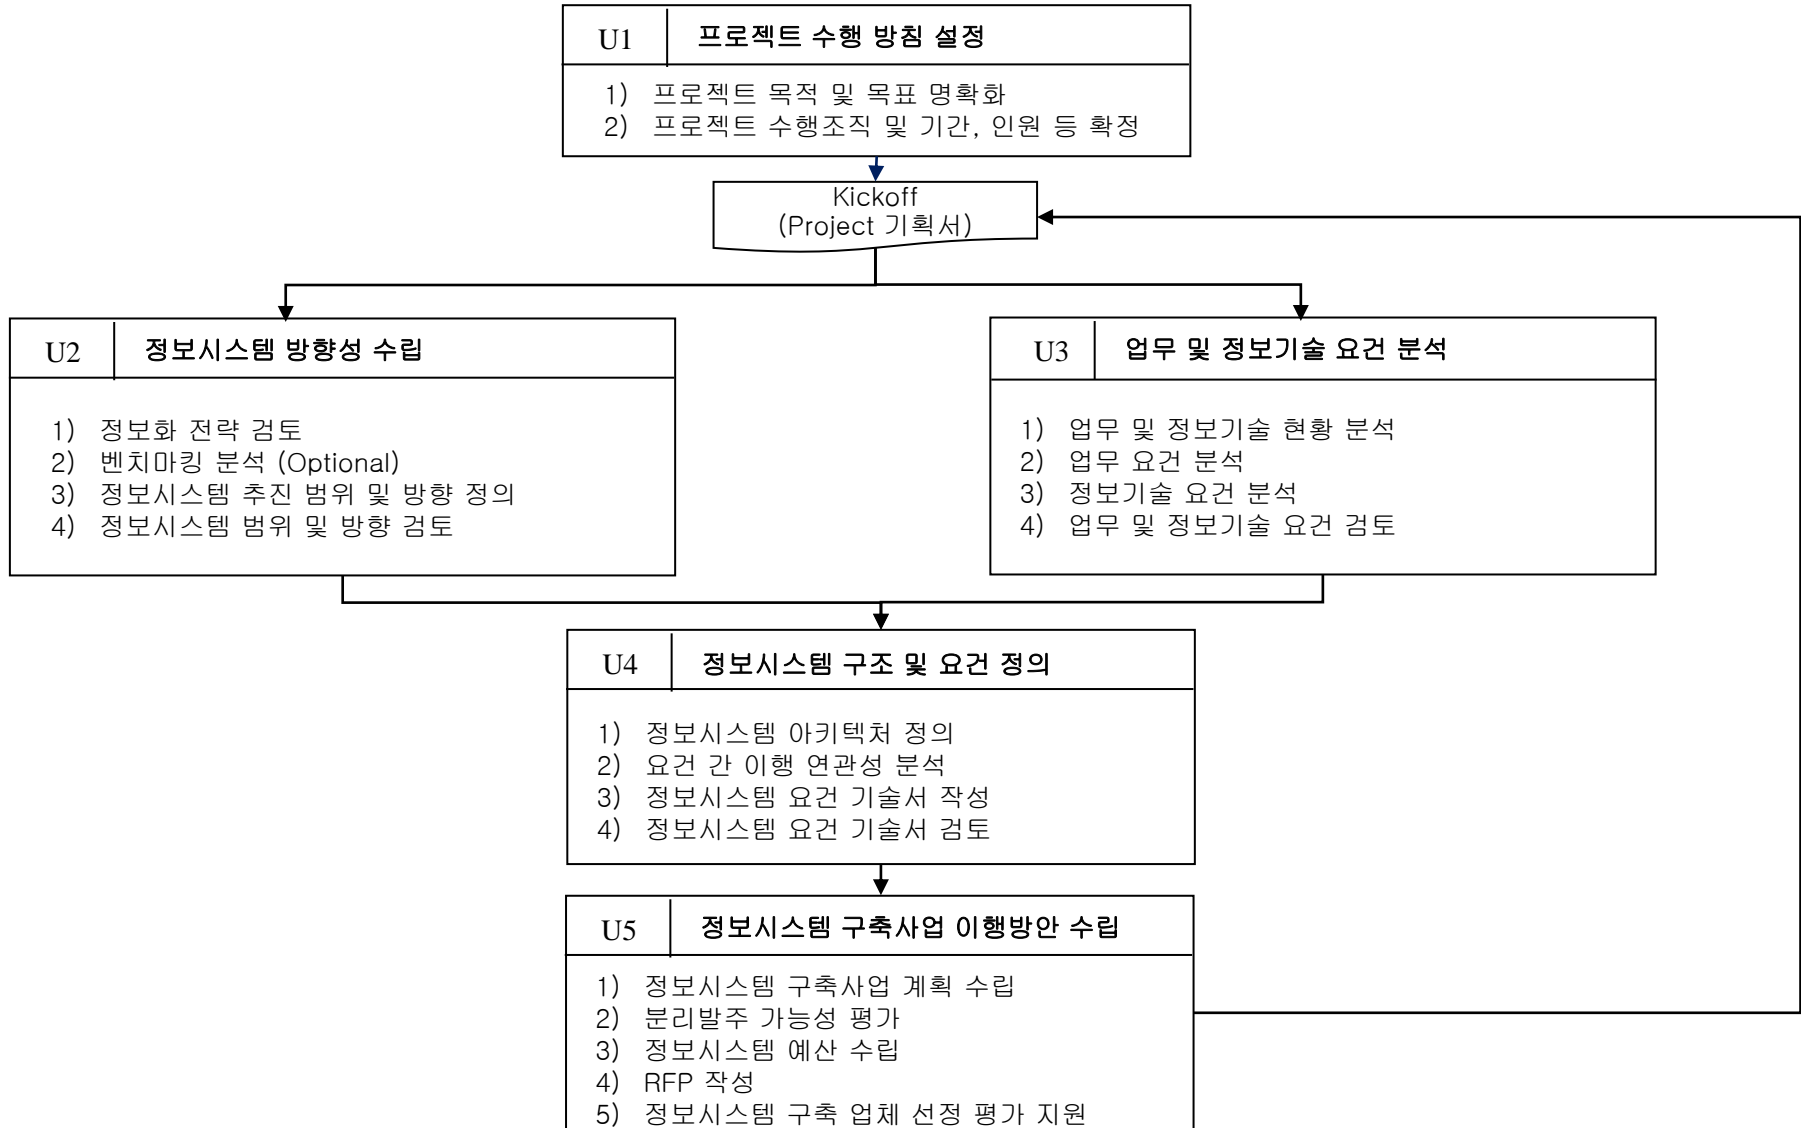 U1 프로젝트 수행 방침 설정
1) 프로젝트 목적 및 목표 명확화
2) 프로젝트 수행조직 및 기간, 인원 등 확정
Kickoff
(Project 기획서)
U2 정보시스템 방향성 수립
1) 정보화 전략 검토
2) 벤치마킹 분석 (Optional)
3) 정보시스템 추진 범위 및 방향 정의
4) 정보시스템 범위 및 방향 검토
U3 업무 및 정보기술 요건 분석
1) 업무 및 정보기술 현황 분석
2) 업무 요건 분석
3) 정보기술 요건 분석
4) 업무 및 정보기술 요건 검토
U4 정보시스템 구조 및 요건 정의
1) 정보시스템 아키텍처 정의
2) 요건 간 이행 연관성 분석
3) 정보시스템 요건 기술서 작성
4) 정보시스템 요건 기술서 검토
U5 정보시스템 구축사업 이행방안 수립
1) 정보시스템 구축사업 계획 수립
2) 분리발주 가능성 평가
3) 정보시스템 예산 수립
4) RFP 작성
5) 정보시스템 구축 업체 선정 평가 지원